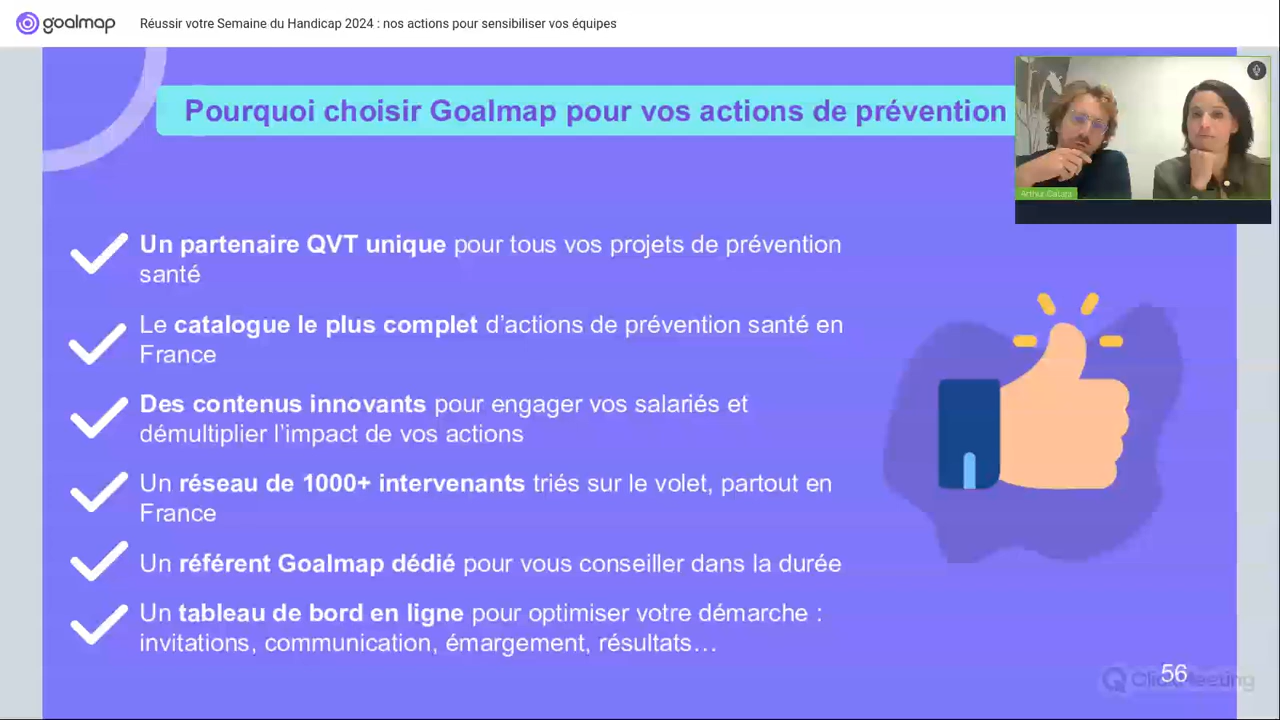 goalmap
Réussir votre Semaine du Handicap 2024 : nos actions pour sensibiliser vos équipes
Pourquoi choisir Goalmap pour vos actions de prévention
Un partenaire QVT unique pour tous vos projets de prévention
santé
Le catalogue le plus complet d'actions de prévention santé en
France
Des contenus innovants pour engager vos salariés et
démultiplier l'impact de vos actions
Un réseau de 1000+ intervenants triés sur le volet, partout en
France
Un référent Goalmap dédié pour vous conseiller dans la durée
Un tableau de bord en ligne pour optimiser votre démarche :
invitations, communication, émargement, résultats…
56
ClickMeeting
Arthur